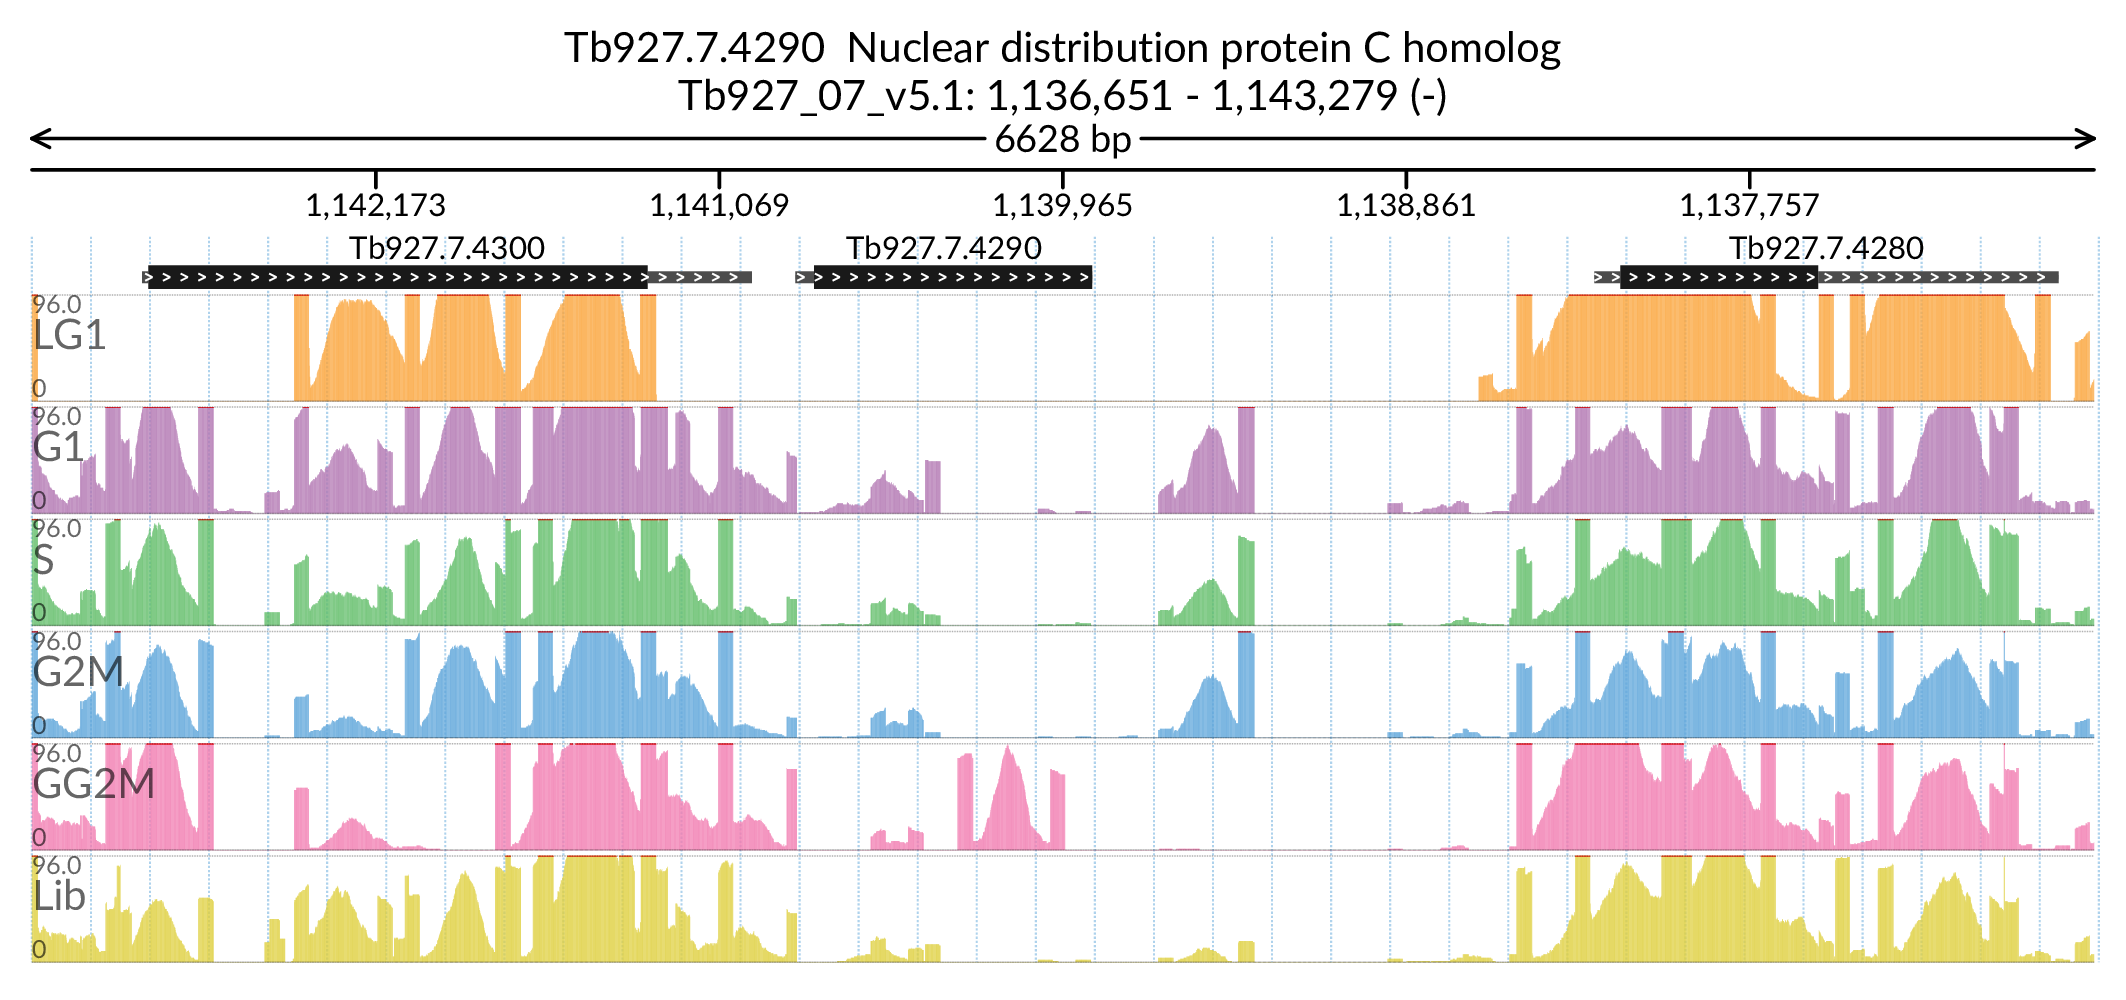 Tb927.7.4290 Nuclear distribution protein C homolog
Tb927_07_v5.1: 1,136,651 - 1,143,279 (-)
6628 bp
1,142,173 1,141,069 1,139,965 1,138,861 1,137,757
Tb927.7.4300 Tb927.7.4290 Tb927.7.4280
96.0
LG1
0
96.0
G1
0
96.0
S
0
96.0
G2M
0
96.0
GG2M
0
96.0
Lib
0